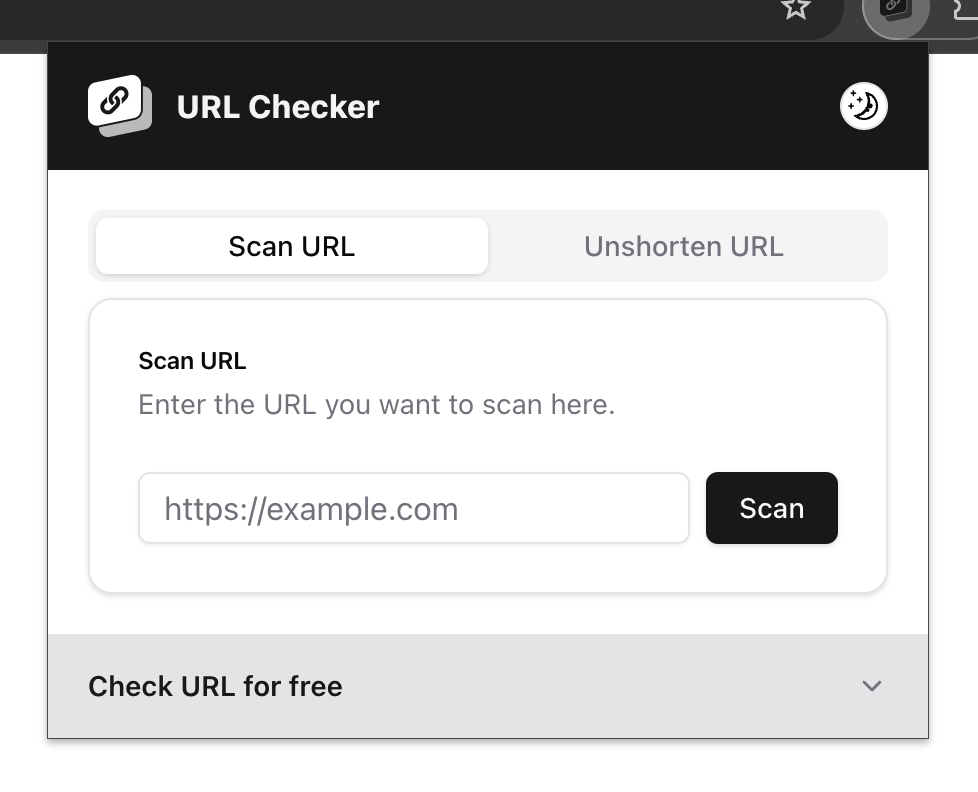 URL Checker
Scan URL
Unshorten URL
Scan URL
Enter the URL you want to scan here.
https://example.com
Scan
Check URL for free